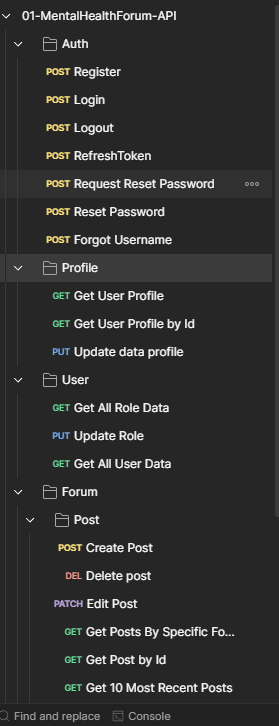 01-MentalHealthForum-API
Auth
POST Register
POST Login
POST Logout
POST RefreshToken
POST Request Reset Password
POST Reset Password
POST Forgot Username
Profile
GET Get User Profile
GET Get User Profile by Id
PUT Update data profile
User
GET Get All Role Data
PUT Update Role
GET Get All User Data
Forum
Post
POST Create Post
DEL Delete post
PATCH Edit Post
GET Get Posts By Specific Fo...
GET Get Post by Id
GET Get 10 Most Recent Posts
Find and replace Console